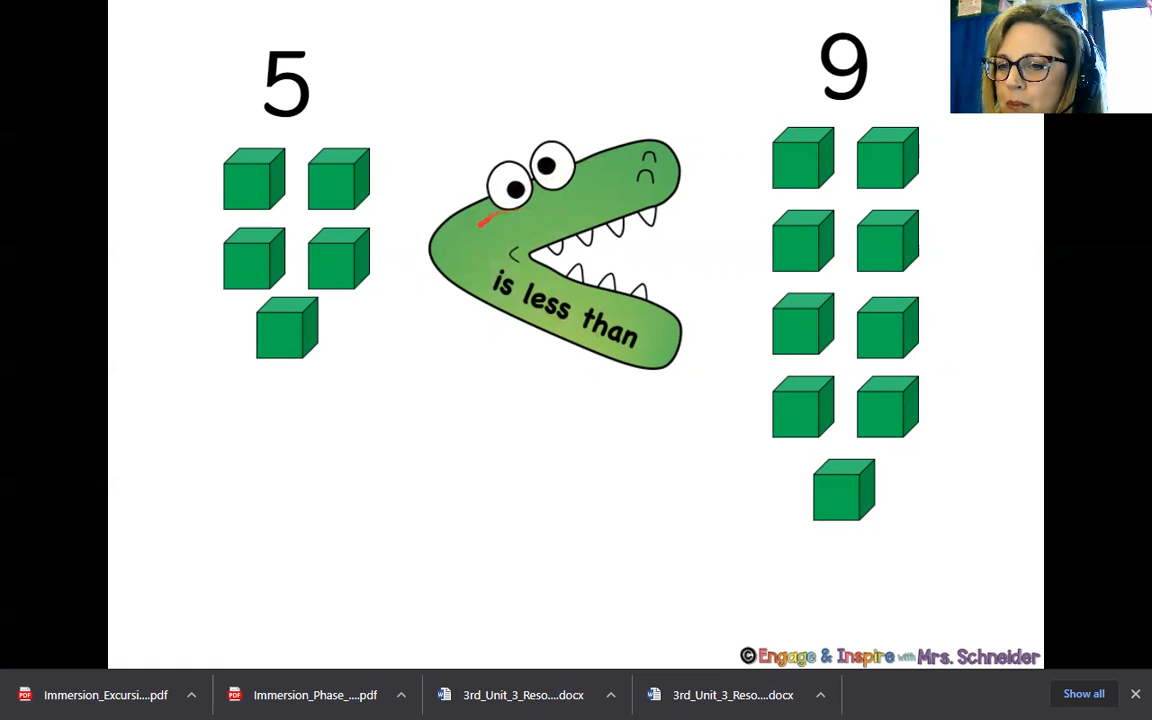 5
9
is less than
© Engage & Inspire with Mrs. Schneider
Immersion_Excursi....pdf
Immersion_Phase_....pdf
3rd_Unit_3_Reso....docx
3rd_Unit_3_Reso....docx
Show all